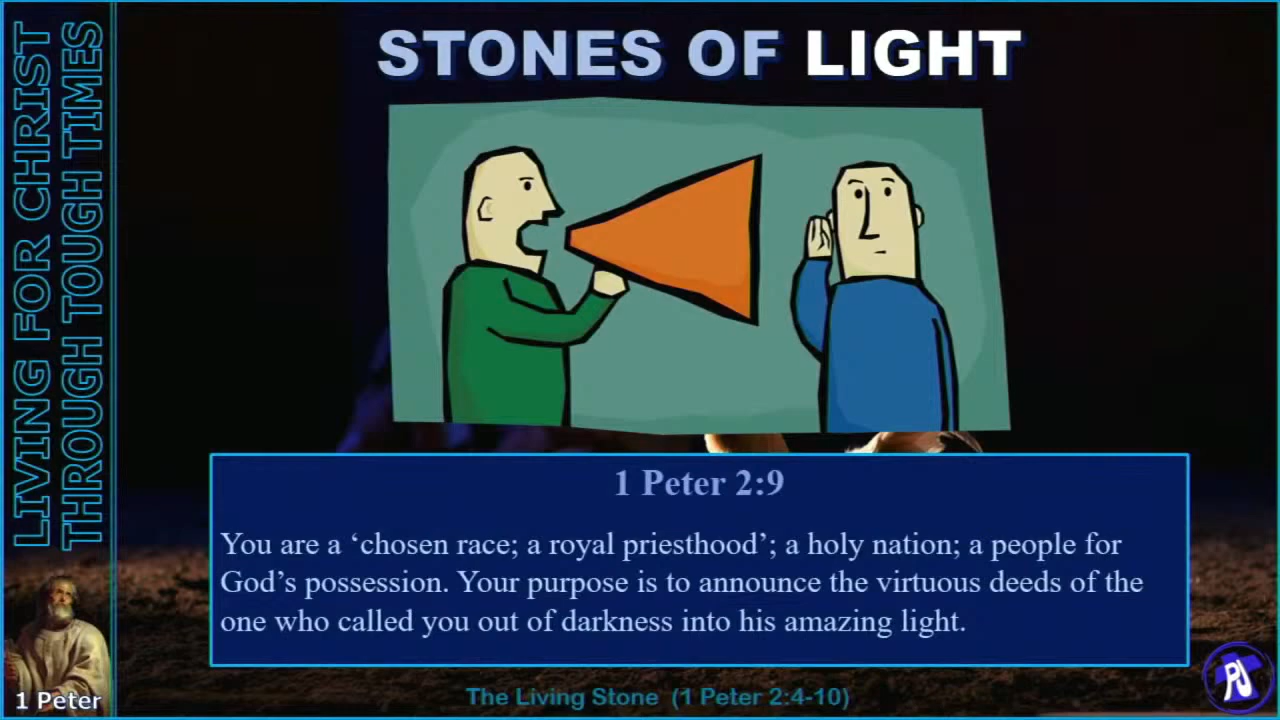 STONES OF LIGHT
LIVING FOR CHRIST
THROUGH TOUGH TIMES
1 Peter 2:9
You are a ‘chosen race; a royal priesthood’; a holy nation; a people for
God’s possession. Your purpose is to announce the virtuous deeds of the
one who called you out of darkness into his amazing light.
1 Peter
The Living Stone (1 Peter 2:4-10)